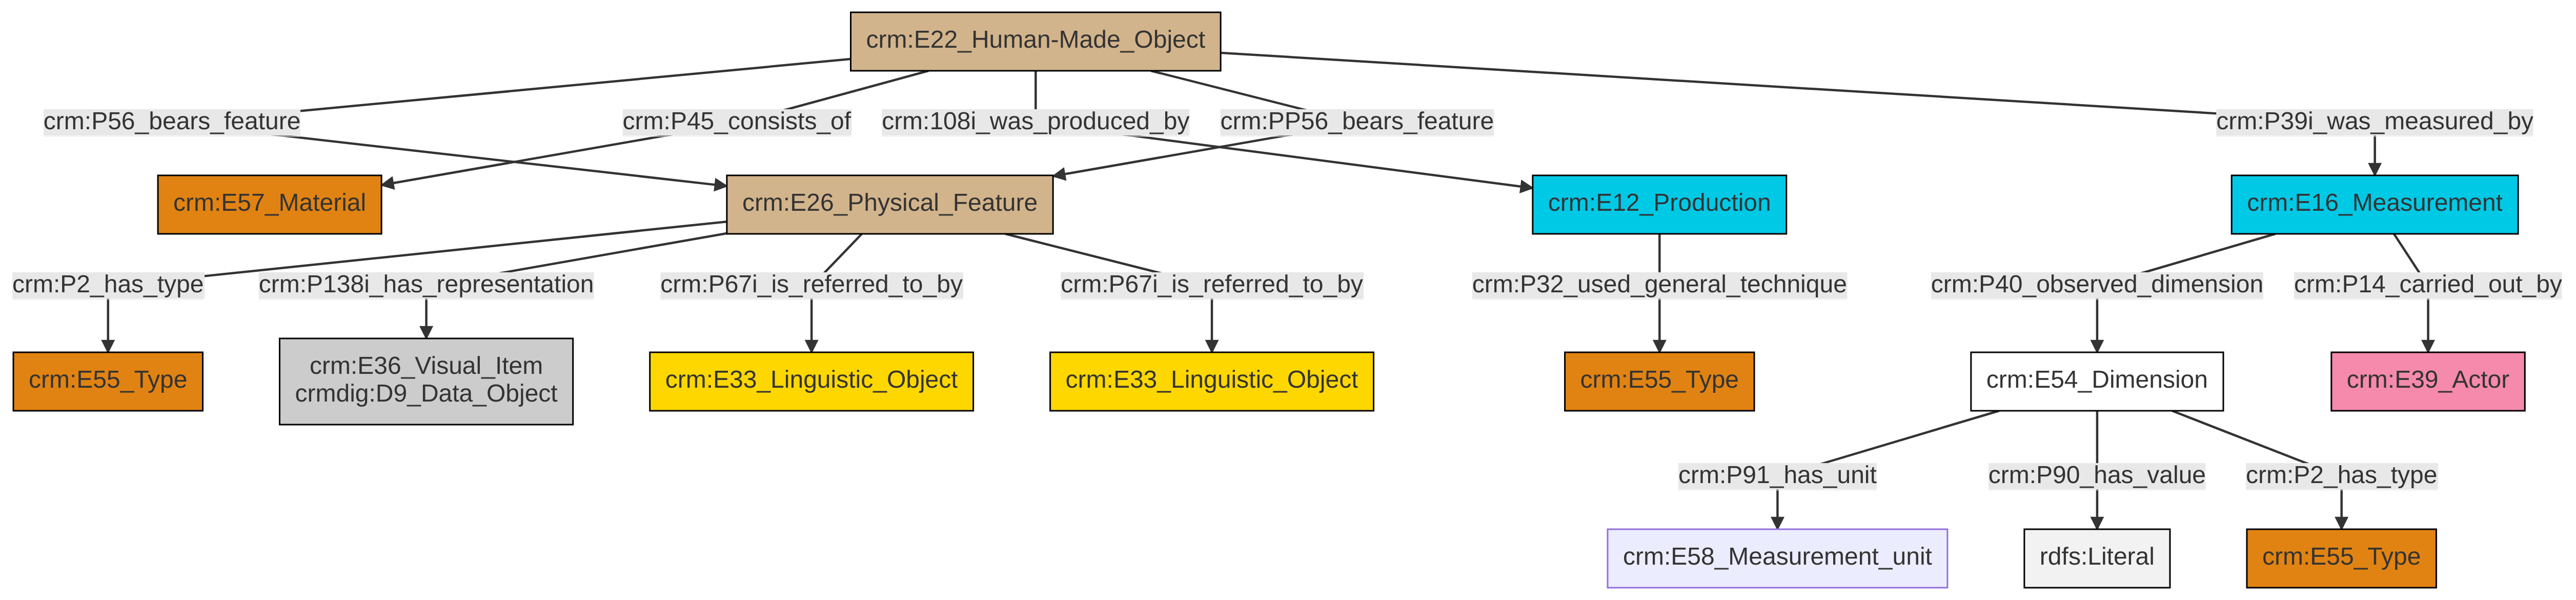 crm:E22_Human-Made_Object
crm:P56_bears_feature
crm:P45_consists_of
crm:108i_was_produced_by
crm:PP56_bears_feature
crm:P39i_was_measured_by
crm:E57_Material
crm:E26_Physical_Feature
crm:E12_Production
crm:E16_Measurement
crm:P2_has_type
crm:P138i_has_representation
crm:P67i_is_referred_to_by
crm:P67i_is_referred_to_by
crm:P32_used_general_technique
crm:P40_observed_dimension
crm:P14_carried_out_by
crm:E55_Type
crm:E36_Visual_Item
crmdig:D9_Data_Object
crm:E33_Linguistic_Object
crm:E33_Linguistic_Object
crm:E55_Type
crm:E54_Dimension
crm:E39_Actor
crm:P91_has_unit
crm:P90_has_value
crm:P2_has_type
crm:E58_Measurement_unit
rdfs:Literal
crm:E55_Type